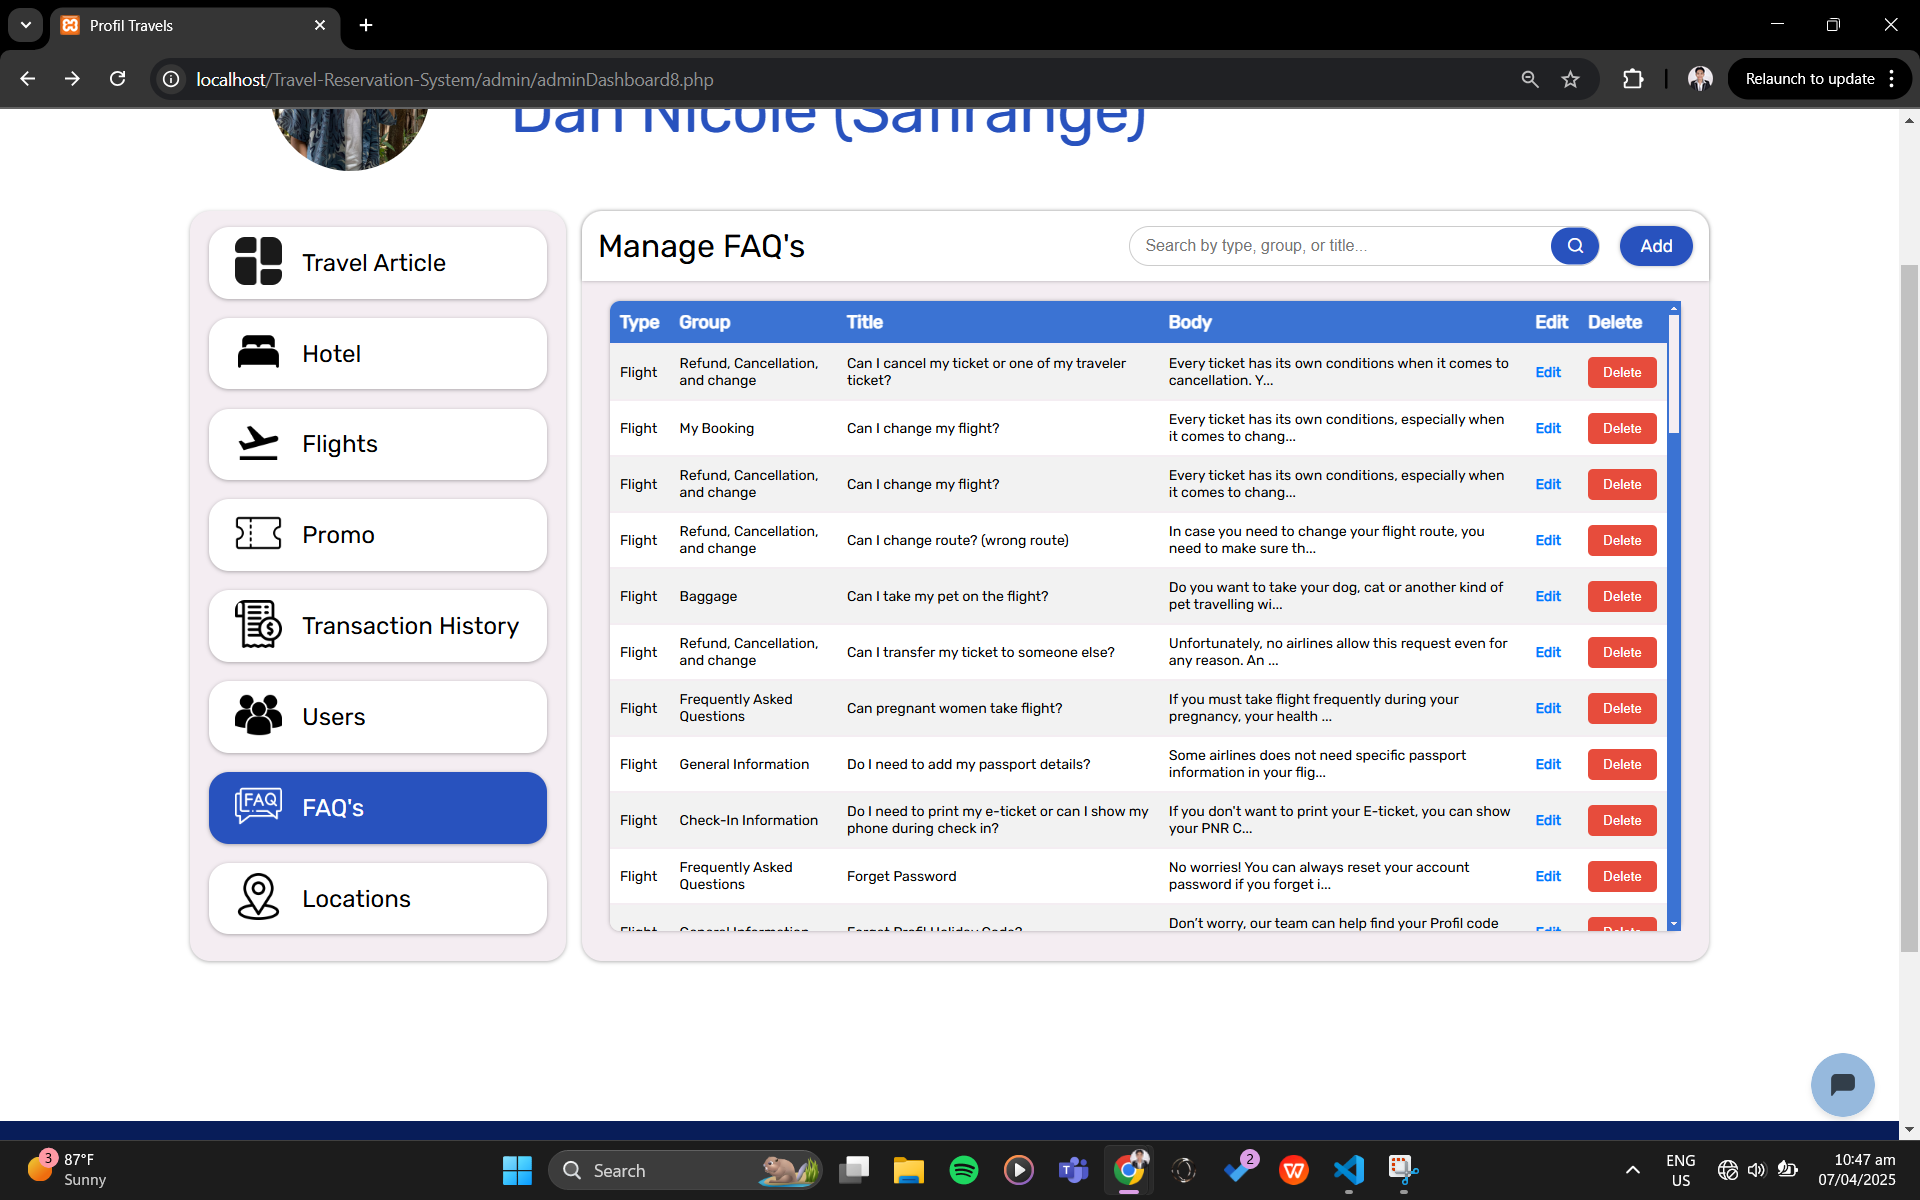 Profil Travels
localhost/Travel-Reservation-System/admin/adminDashboard8.php
Relaunch to update
Dan Nicole (Safirange)
Travel Article
Hotel
Flights
Promo
Transaction History
Users
FAQ
FAQ's
Locations
Manage FAQ's
Search by type, group, or title...
Add
Type Group Title Body Edit Delete
Flight Refund, Cancellation, Can I cancel my ticket or one of my traveler Every ticket has its own conditions when it comes to Edit Delete
and change ticket? cancellation. Y...
Flight My Booking Can I change my flight? Every ticket has its own conditions, especially when Edit Delete
it comes to chang...
Flight Refund, Cancellation, Can I change my flight? Every ticket has its own conditions, especially when Edit Delete
and change it comes to chang...
Flight Refund, Cancellation, Can I change route? (wrong route) In case you need to change your flight route, you Edit Delete
and change need to make sure th...
Flight Baggage Can I take my pet on the flight? Do you want to take your dog, cat or another kind of Edit Delete
pet travelling wi...
Flight Refund, Cancellation, Can I transfer my ticket to someone else? Unfortunately, no airlines allow this request even for Edit Delete
and change any reason. An ...
Flight Frequently Asked Can pregnant women take flight? If you must take flight frequently during your Edit Delete
Questions pregnancy, your health ...
Flight General Information Do I need to add my passport details? Some airlines does not need specific passport Edit Delete
information in your flig...
Flight Check-In Information Do I need to print my e-ticket or can I show my If you don't want to print your E-ticket, you can show Edit Delete
phone during check in? your PNR C...
Flight Frequently Asked Forget Password No worries! You can always reset your account Edit Delete
Questions password if you forget i...
Flight General Information Forget Profil Holiday Code? Don't worry, our team can help find your Profil code Edit Delete
3
87°F
Sunny
Search
2
ENG
US
10:47 am
07/04/2025